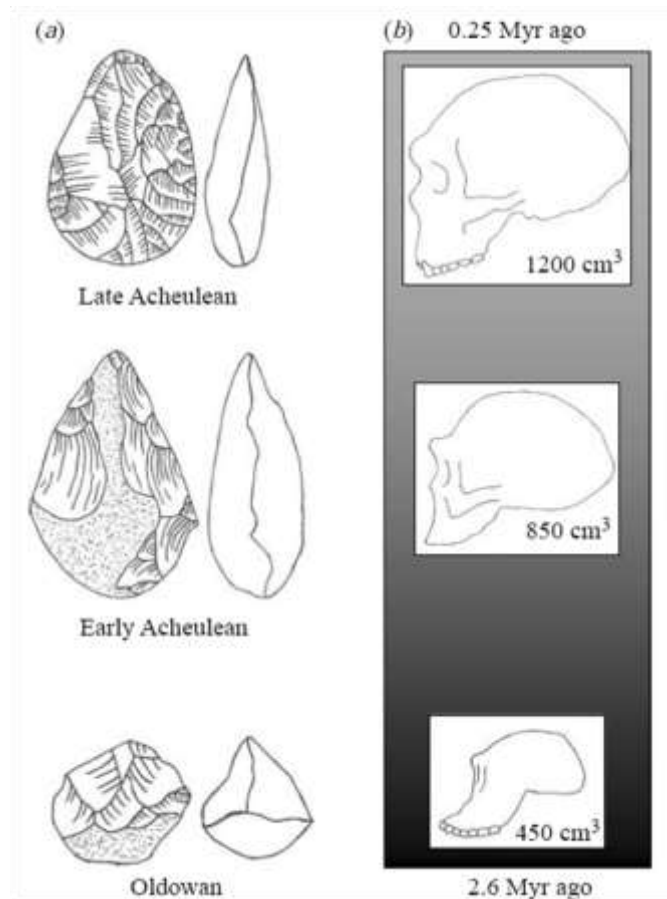 (a)
(b) 0.25 Myr ago
1200 cm³
Late Acheulean
850 cm³
Early Acheulean
450 cm³
Oldowan
2.6 Myr ago